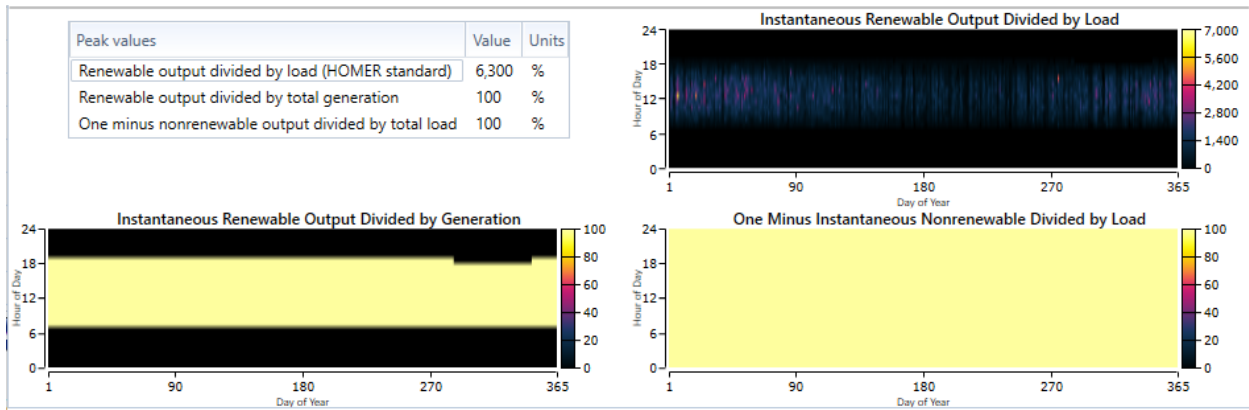 Peak values Value Units
Renewable output divided by load (HOMER standard) 6,300 %
Renewable output divided by total generation 100 %
One minus nonrenewable output divided by total load 100 %
Instantaneous Renewable Output Divided by Load
24
18
12
6
0
Hour of Day
1 90 180 270 365
Day of Year
7,000
5,600
4,200
2,800
1,400
0
Instantaneous Renewable Output Divided by Generation
24
18
12
6
0
Hour of Day
1 90 180 270 365
Day of Year
100
80
60
40
20
0
One Minus Instantaneous Nonrenewable Divided by Load
24
18
12
6
0
Hour of Day
1 90 180 270 365
Day of Year
100
80
60
40
20
0